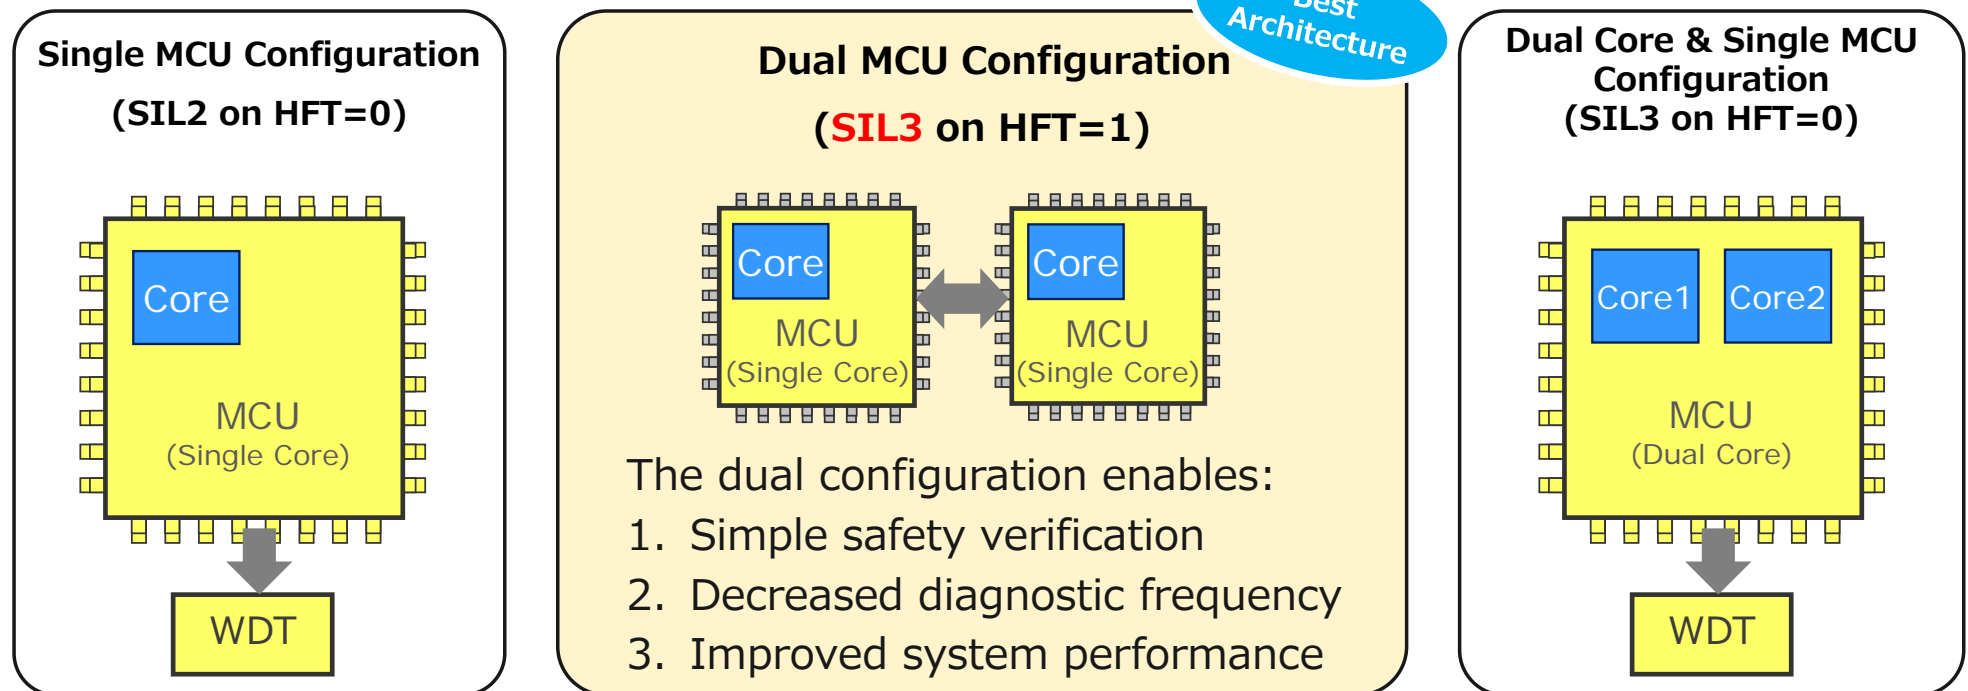 Single MCU Configuration
(SIL2 on HFT=0)
Core
MCU
(Single Core)
WDT
Best
Architecture
Dual MCU Configuration
(SIL3 on HFT=1)
Core
MCU
(Single Core)
Core
MCU
(Single Core)
The dual configuration enables:
1. Simple safety verification
2. Decreased diagnostic frequency
3. Improved system performance
Dual Core & Single MCU
Configuration
(SIL3 on HFT=0)
Core1
Core2
MCU
(Dual Core)
WDT